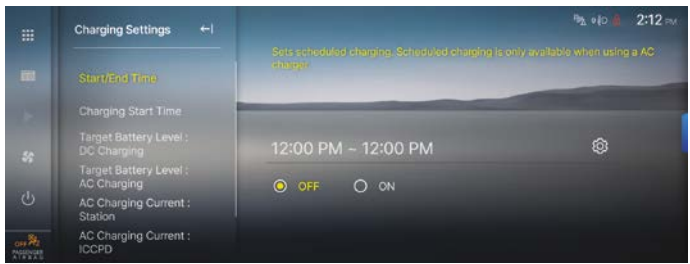 Charging Settings
2:12 PM
Sets scheduled charging. Scheduled charging is only available when using a AC
charger.
Start/End Time
Charging Start Time
Target Battery Level :
DC Charging
Target Battery Level :
AC Charging
AC Charging Current :
Station
AC Charging Current :
ICCPD
12:00 PM ~ 12:00 PM
OFF
ON
OFF
PASSENGER
AIRBAG